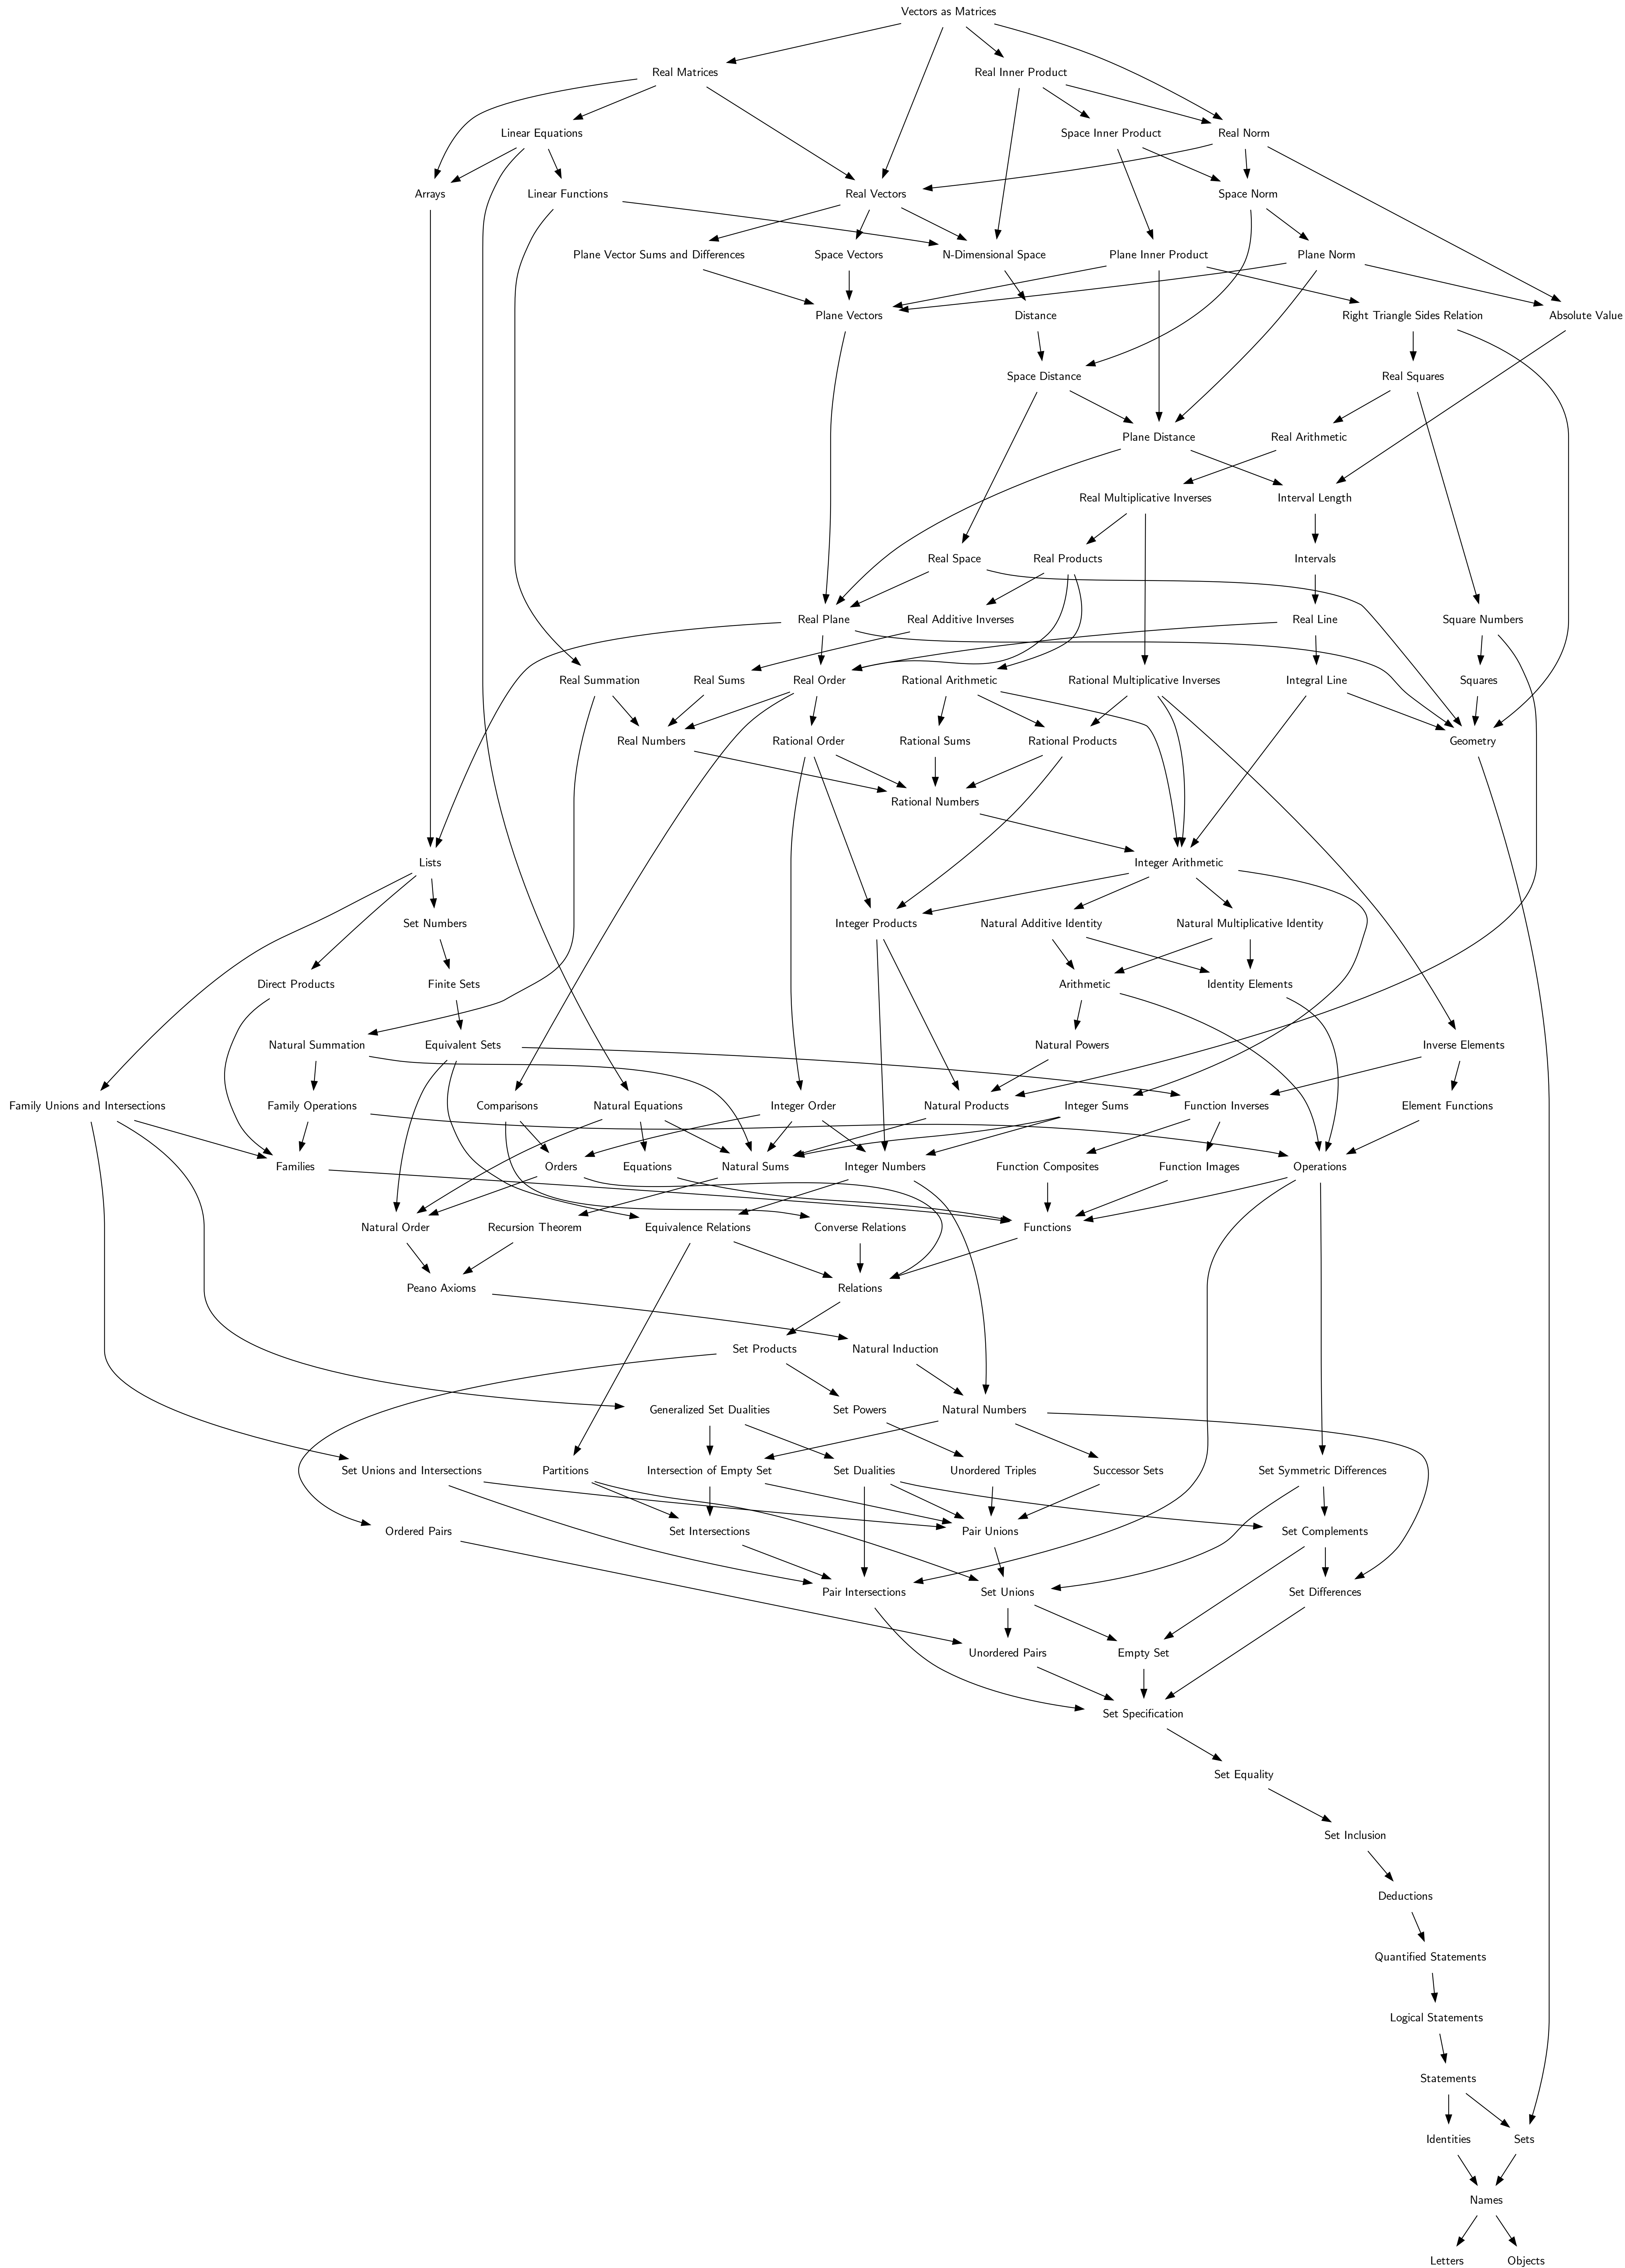 Vectors as Matrices
Real Matrices
Real Inner Product
Linear Equations
Space Inner Product
Real Norm
Arrays
Linear Functions
Real Vectors
Space Norm
Plane Vector Sums and Differences
Space Vectors
N-Dimensional Space
Plane Inner Product
Plane Norm
Plane Vectors
Distance
Right Triangle Sides Relation
Absolute Value
Space Distance
Real Squares
Plane Distance
Real Arithmetic
Real Multiplicative Inverses
Interval Length
Real Space
Real Products
Intervals
Real Plane
Real Additive Inverses
Real Line
Square Numbers
Real Summation
Real Sums
Real Order
Rational Arithmetic
Rational Multiplicative Inverses
Integral Line
Squares
Real Numbers
Rational Order
Rational Sums
Rational Products
Geometry
Rational Numbers
Lists
Integer Arithmetic
Set Numbers
Integer Products
Natural Additive Identity
Natural Multiplicative Identity
Direct Products
Finite Sets
Arithmetic
Identity Elements
Natural Summation
Equivalent Sets
Natural Powers
Inverse Elements
Family Unions and Intersections
Family Operations
Comparisons
Natural Equations
Integer Order
Natural Products
Integer Sums
Function Inverses
Element Functions
Families
Orders
Equations
Natural Sums
Integer Numbers
Function Composites
Function Images
Operations
Natural Order
Recursion Theorem
Equivalence Relations
Converse Relations
Functions
Peano Axioms
Relations
Set Products
Natural Induction
Generalized Set Dualities
Set Powers
Natural Numbers
Set Unions and Intersections
Partitions
Intersection of Empty Set
Set Dualities
Unordered Triples
Successor Sets
Set Symmetric Differences
Ordered Pairs
Set Intersections
Pair Unions
Set Complements
Pair Intersections
Set Unions
Set Differences
Unordered Pairs
Empty Set
Set Specification
Set Equality
Set Inclusion
Deductions
Quantified Statements
Logical Statements
Statements
Identities
Sets
Names
Letters
Objects